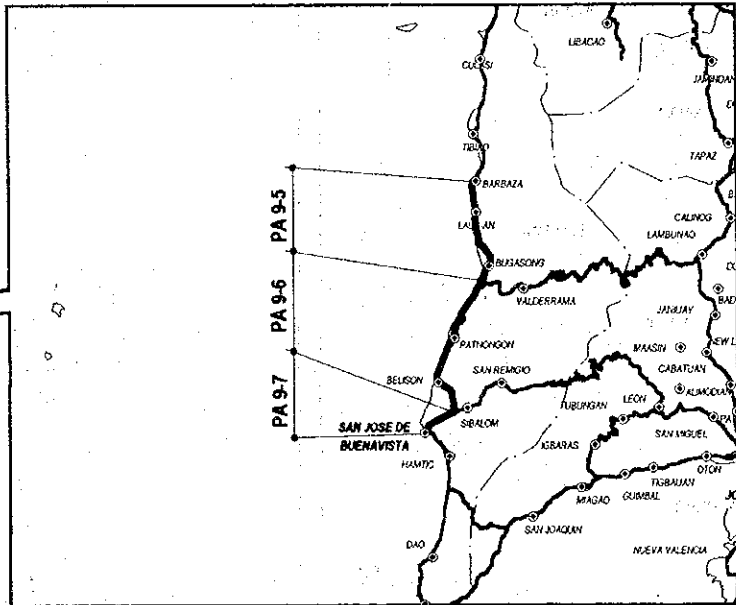 LIBACAO
CULASI
TIBIAO
TAPAZ
BARBAZA
PA 9-5
CALINOG
LAMBUNAO
BUGASONG
PA 9-6
VALDERRAMA
JANIUAY
PATNONGON
MAASIN
SAN REMIGIO
CABATUAN
BELISON
PA 9-7
ALIMODIAN
TUBUNGAN
LEON
SIBALOM
SAN JOSE DE
BUENAVISTA
SAN MIGUEL
IGBARAS
HAMTIC
OTON
TIGBAUAN
GUIMBAL
MIAGAO
SAN JOAQUIN
DAO
NUEVA VALENCIA